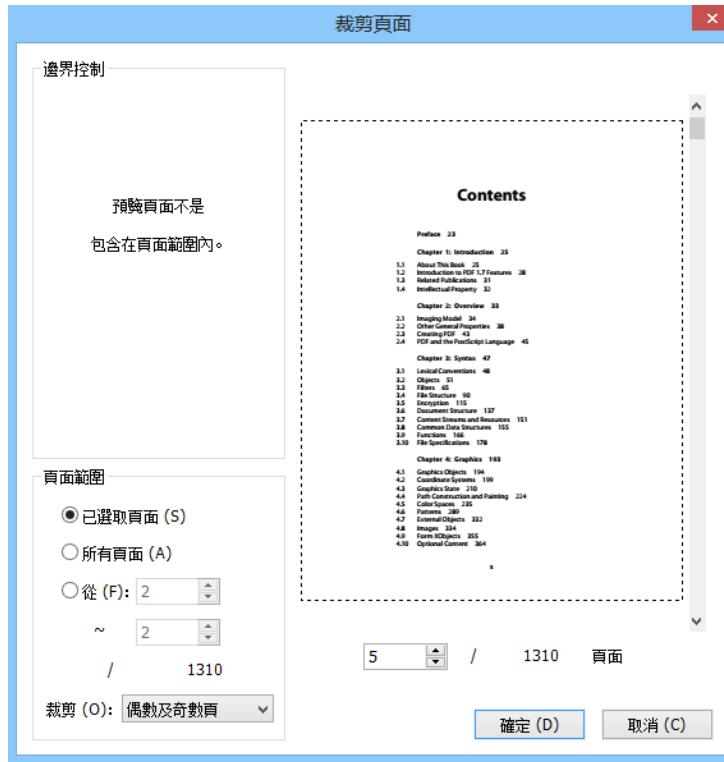 裁剪頁面
邊界控制
預覽頁面不是
包含在頁面範圍內。
頁面範圍
已選取頁面 (S)
所有頁面 (A)
從 (F): 2
~ 2
/ 1310
裁剪 (O): 偶數及奇數頁
Contents
Preface 23
Chapter 1: Introduction 25
1.1 About This Book 25
1.2 Introduction to PDF 1.7 Features 28
1.3 Related Publications 31
1.4 Intellectual Property 32
Chapter 2: Overview 33
2.1 Imaging Model 34
2.2 Other General Properties 38
2.3 Creating PDF 43
2.4 PDF and the PostScript Language 45
Chapter 3: Syntax 47
3.1 Lexical Conventions 48
3.2 Objects 51
3.3 Filters 65
3.4 File Structure 90
3.5 Encryption 115
3.6 Document Structure 137
3.7 Content Streams and Resources 151
3.8 Common Data Structures 155
3.9 Functions 166
3.10 File Specifications 178
Chapter 4: Graphics 193
4.1 Graphics Objects 194
4.2 Coordinate Systems 199
4.3 Graphics State 210
4.4 Path Construction and Painting 224
4.5 Color Spaces 235
4.6 Patterns 289
4.7 External Objects 332
4.8 Images 334
4.9 Form XObjects 355
4.10 Optional Content 364
5 / 1310 頁面
確定 (D) 取消 (C)